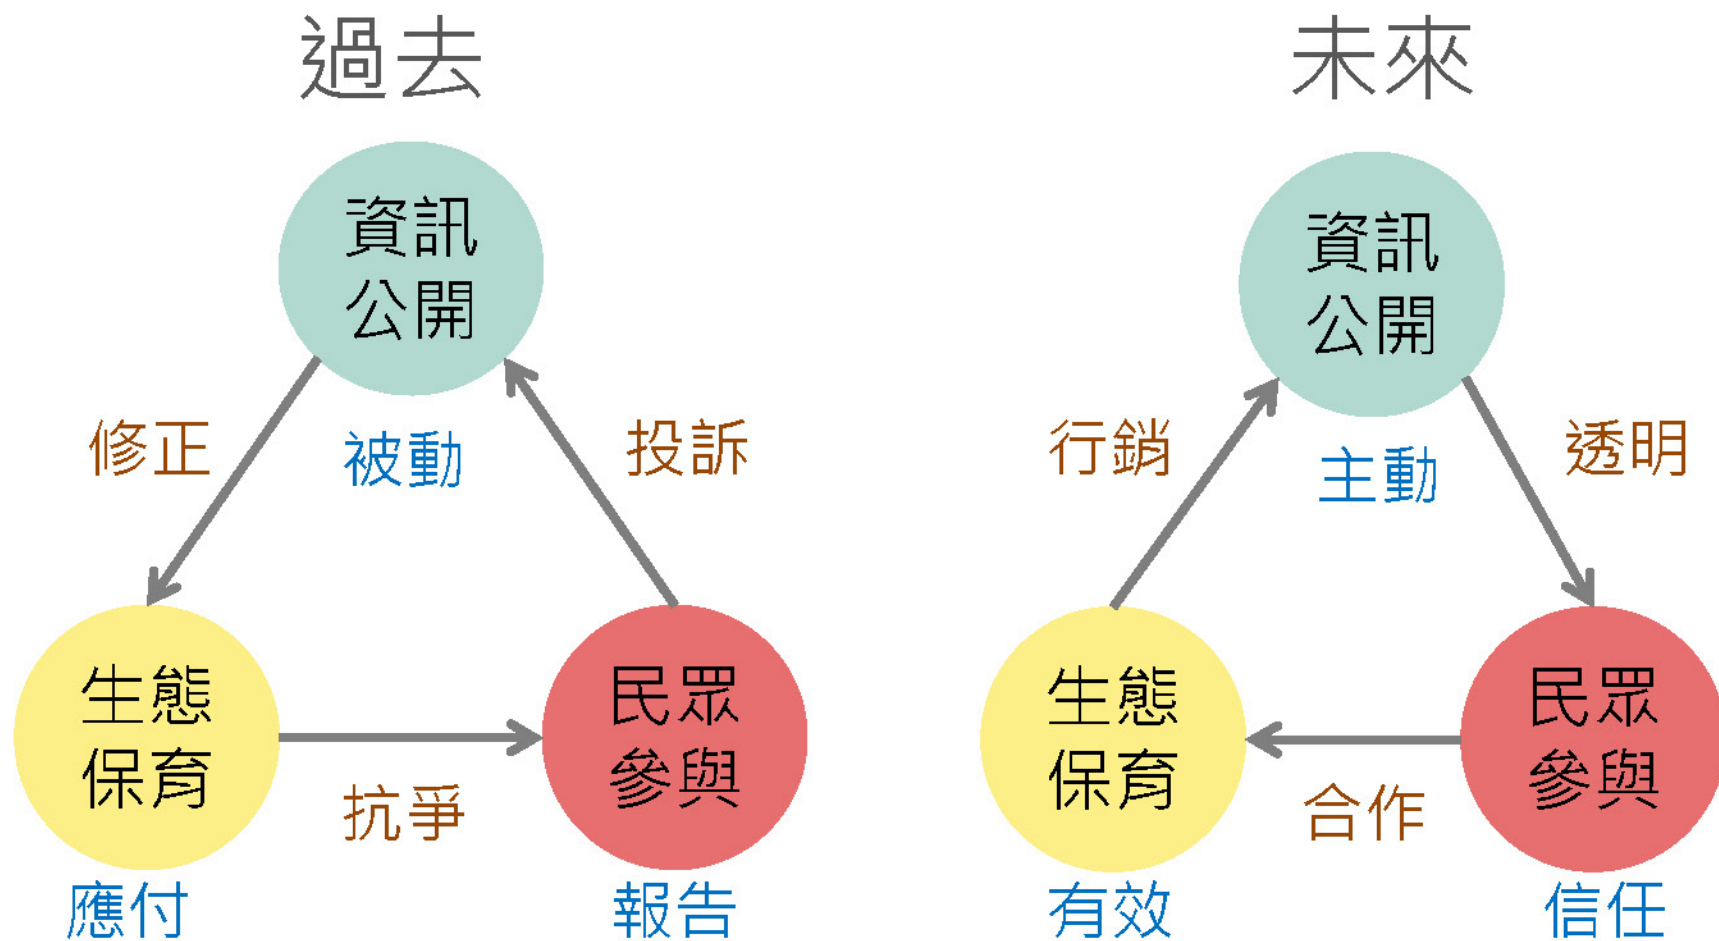 過去
資訊
公開
修正
被動
投訴
生態
保育
民眾
參與
抗爭
應付
報告
未來
資訊
公開
行銷
主動
透明
生態
保育
民眾
參與
合作
有效
信任